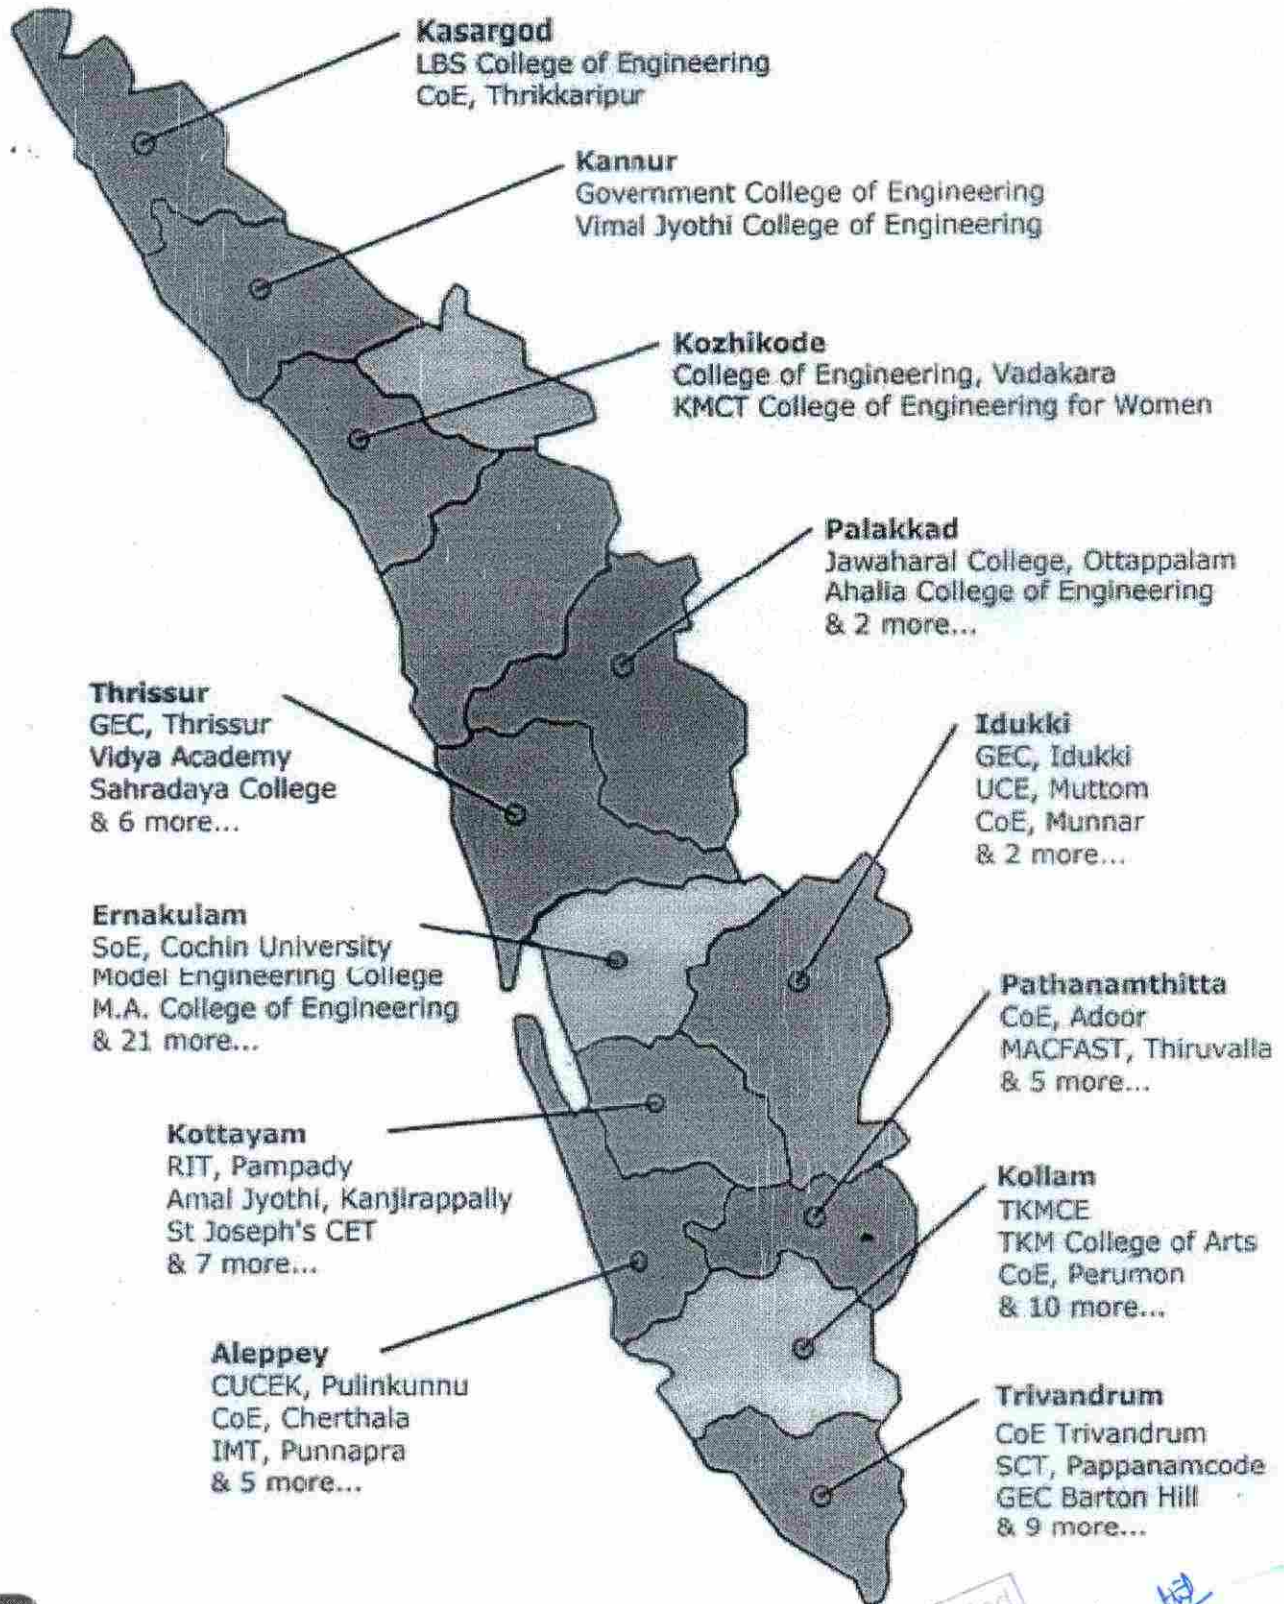 Kasargod
LBS College of Engineering
CoE, Thrikkaripur
Kannur
Government College of Engineering
Vimal Jyothi College of Engineering
Kozhikode
College of Engineering, Vadakara
KMCT College of Engineering for Women
Palakkad
Jawaharal College, Ottappalam
Ahalia College of Engineering
& 2 more...
Thrissur
GEC, Thrissur
Vidya Academy
Sahradaya College
& 6 more...
Idukki
GEC, Idukki
UCE, Muttom
CoE, Munnar
& 2 more...
Ernakulam
SoE, Cochin University
Model Engineering College
M.A. College of Engineering
& 21 more...
Pathanamthitta
CoE, Adoor
MACFAST, Thiruvalla
& 5 more...
Kottayam
RIT, Pampady
Amal Jyothi, Kanjirappally
St Joseph's CET
& 7 more...
Kollam
TKMCE
TKM College of Arts
CoE, Perumon
& 10 more...
Aleppey
CUCEK, Pulinkunnu
CoE, Cherthala
IMT, Punnapra
& 5 more...
Trivandrum
CoE Trivandrum
SCT, Pappanamcode
GEC Barton Hill
& 9 more...